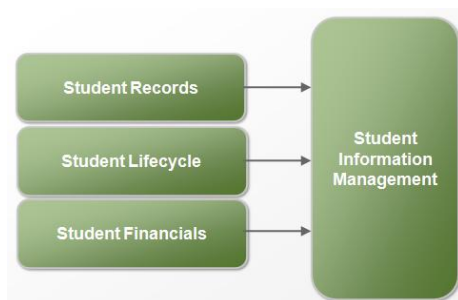 Student Records
Student Lifecycle
Student Financials
Student
Information
Management